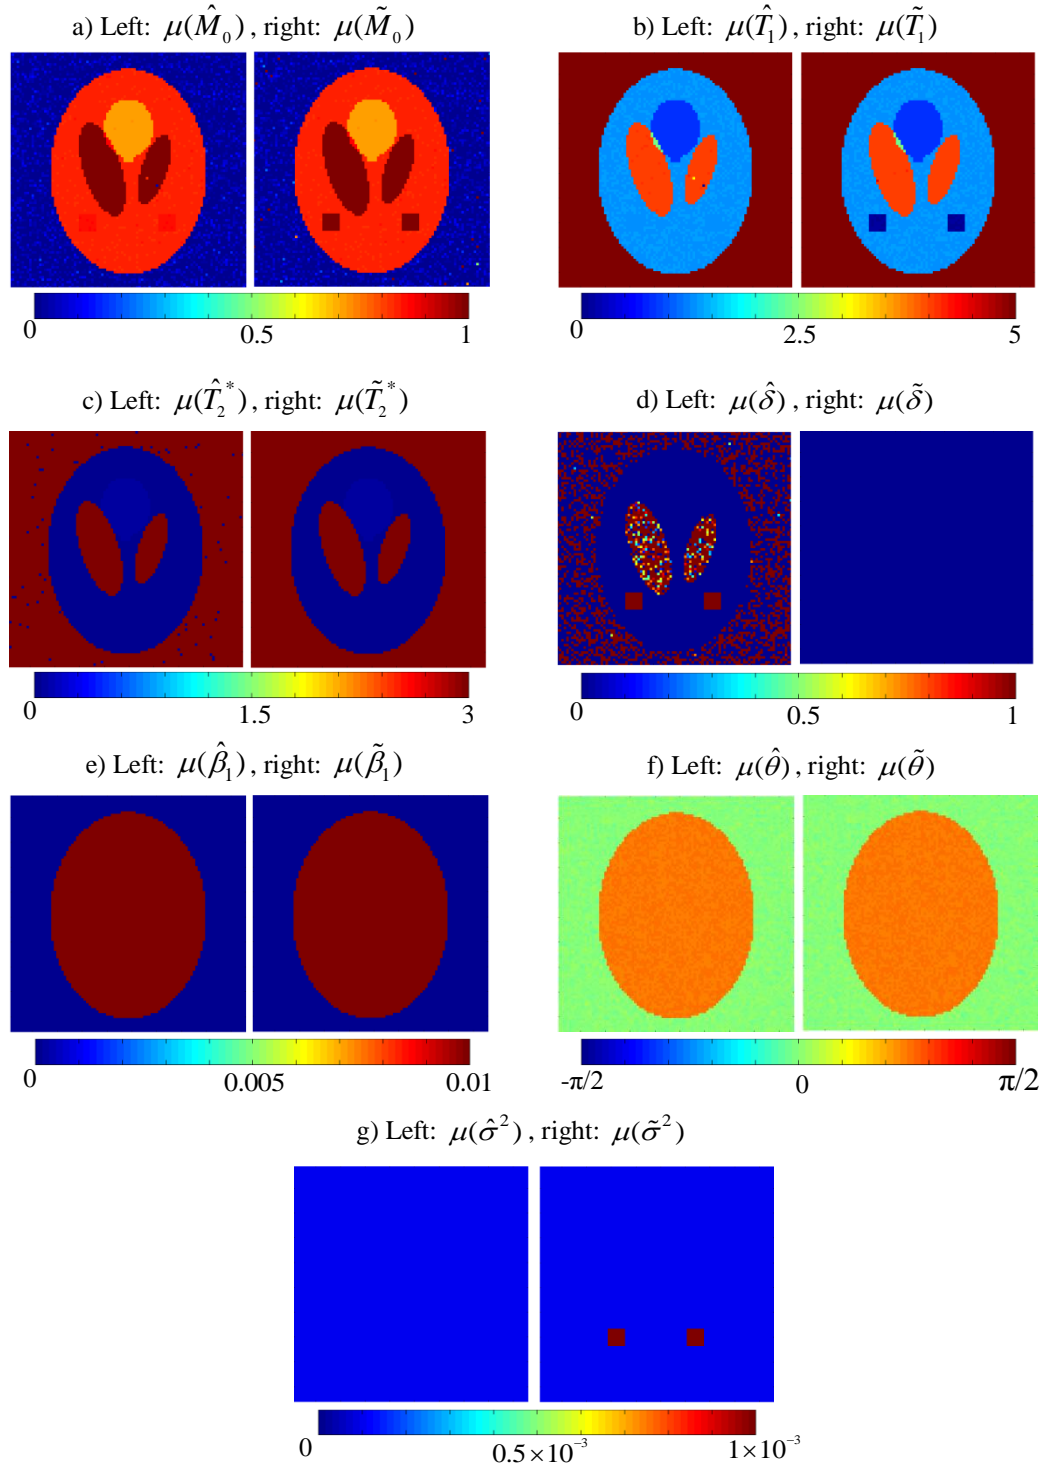 a) Left: μ(M̂₀), right: μ(M̃₀)
b) Left: μ(T̂₁), right: μ(T̃₁)
0 0.5 1
0 2.5 5
c) Left: μ(T̂₂*), right: μ(T̃₂*)
d) Left: μ(δ̂), right: μ(δ̃)
0 1.5 3
0 0.5 1
e) Left: μ(β̂₁), right: μ(β̃₁)
f) Left: μ(θ̂), right: μ(θ̃)
0 0.005 0.01
-π/2 0 π/2
g) Left: μ(σ̂²), right: μ(σ̃²)
0 0.5×10⁻³ 1×10⁻³